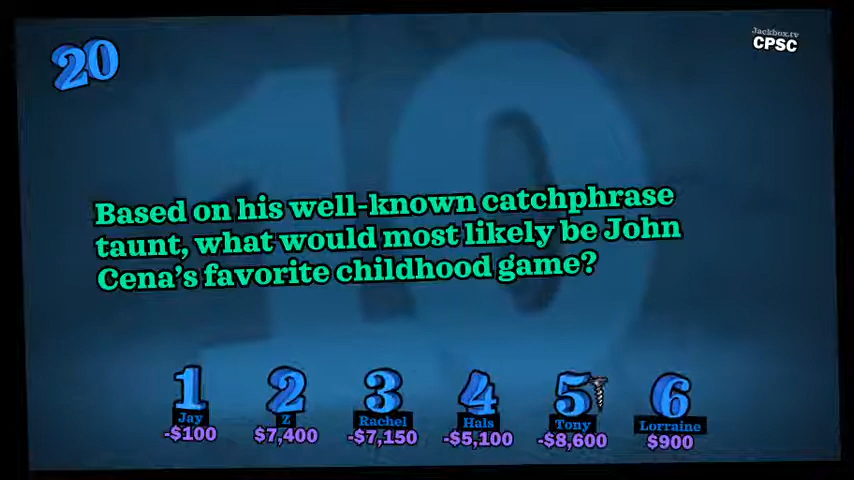 20
Jackbox.tv
CPSC
10
Based on his well-known catchphrase
taunt, what would most likely be John
Cena's favorite childhood game?
1 2 3 4 5 6
Jay Z Rachel Hals Tony Lorraine
-$100 $7,400 -$7,150 -$5,100 -$8,600 $900